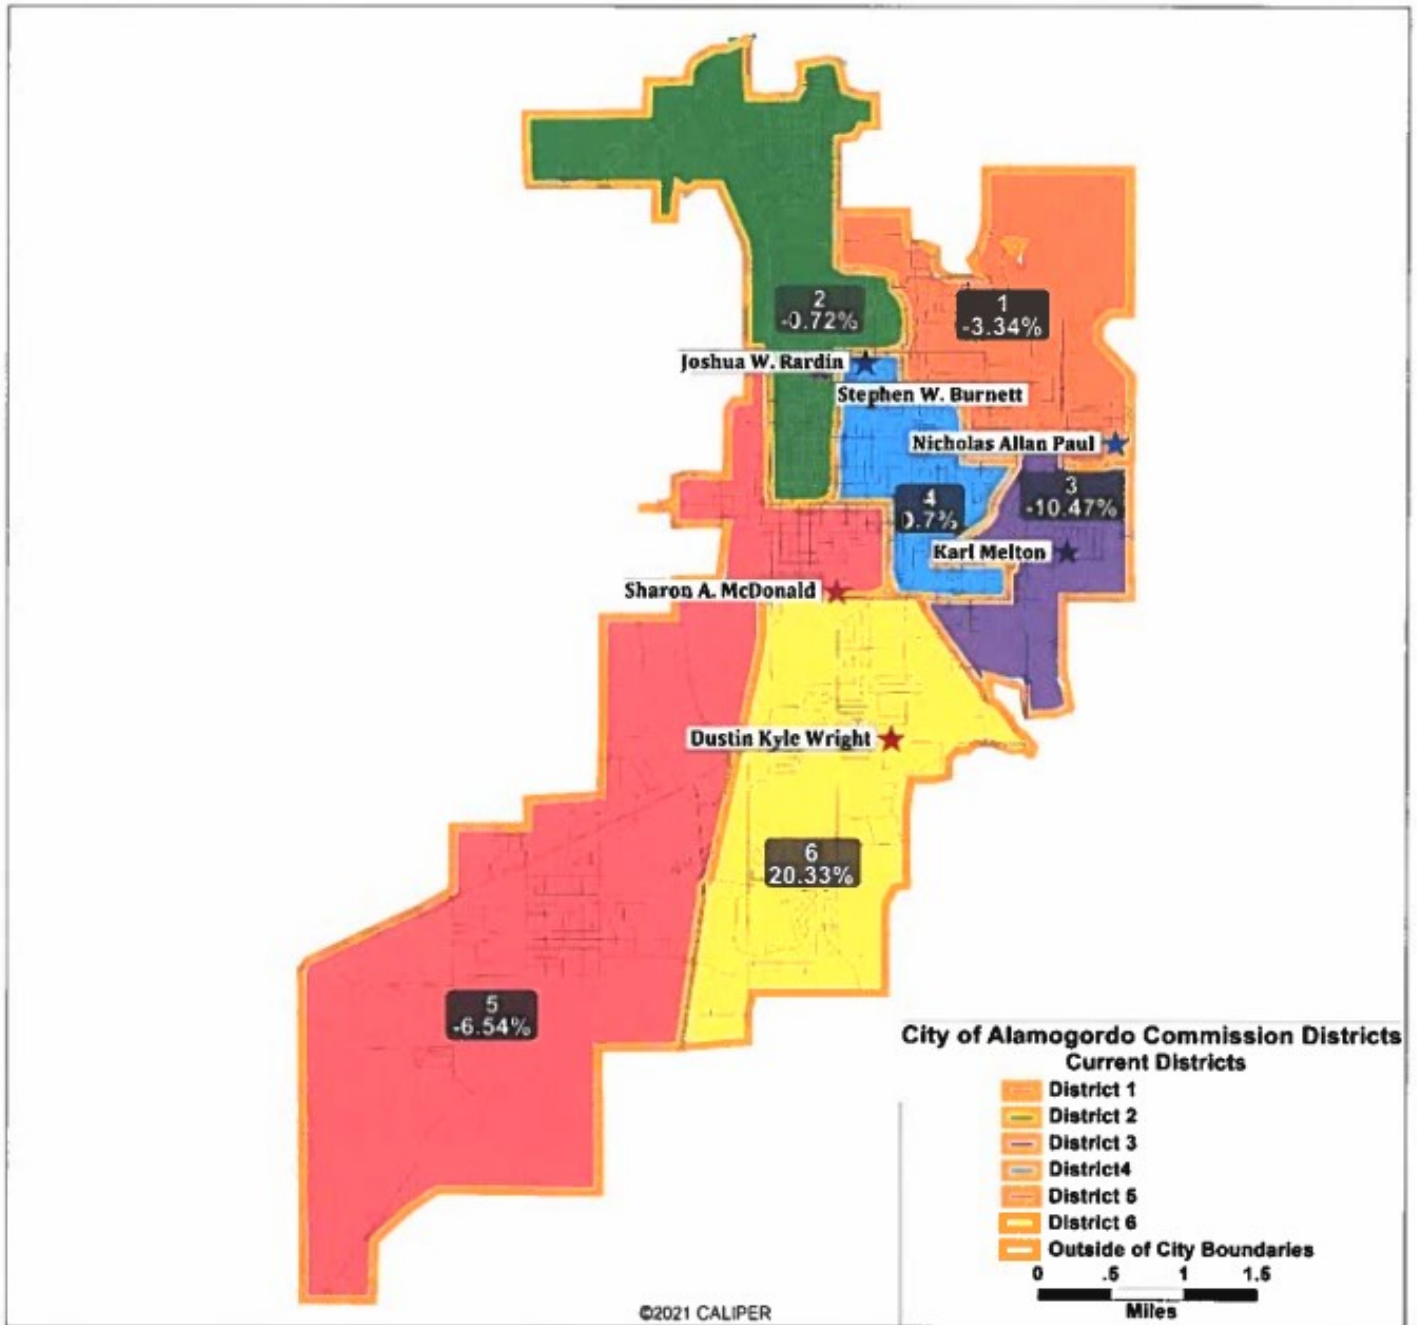 2
-0.72%
1
-3.34%
Joshua W. Rardin
Stephen W. Burnett
Nicholas Allan Paul
3
-10.47%
4
0.7%
Karl Melton
Sharon A. McDonald
Dustin Kyle Wright
6
20.33%
5
-6.54%
City of Alamogordo Commission Districts
Current Districts
District 1
District 2
District 3
District4
District 5
District 6
Outside of City Boundaries
0 .5 1 1.5
Miles
©2021 CALIPER